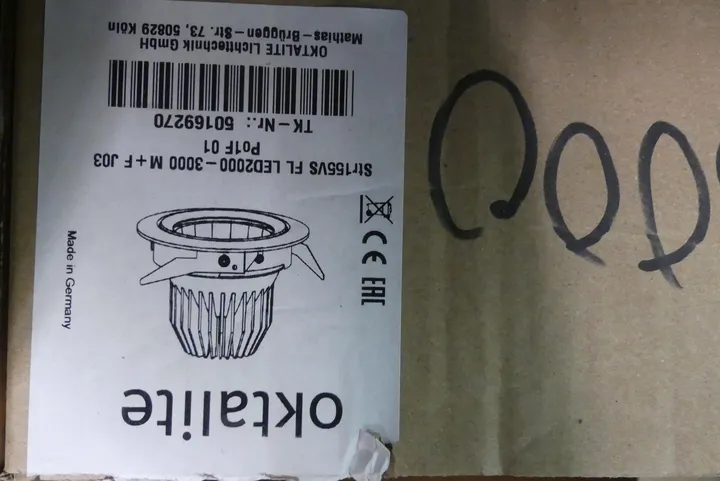 oktalite
CE EAC
Made in Germany
Str155VS FL LED2000-3000 M+F J03
Po1F 01
TK-Nr.: 50169270
OKTALITE Lichttechnik GmbH
Mathias-Brüggen-Str. 73, 50829 Köln